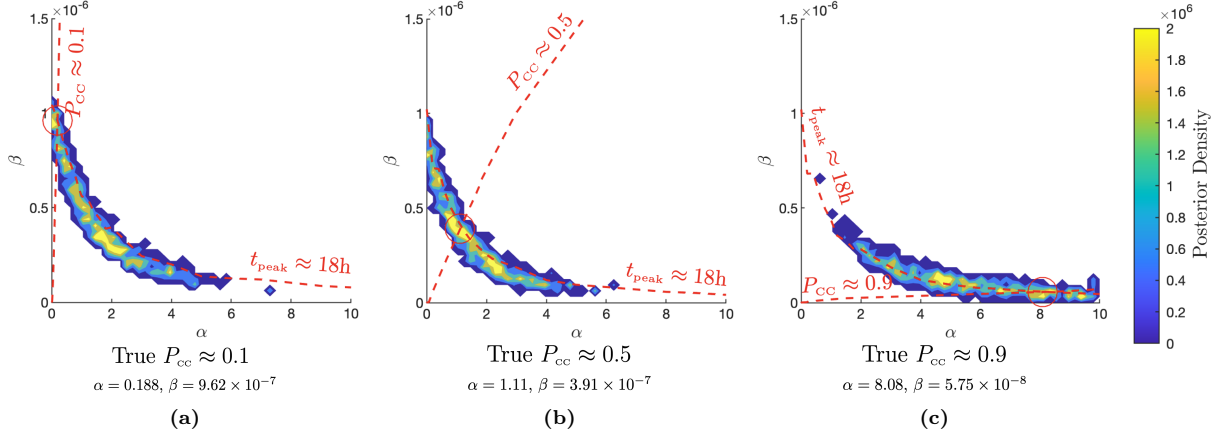 ×10⁻⁶
1.5
1
0.5
0
β
0
2
4
6
8
10
α
P_cc ≈ 0.1
t_peak ≈ 18h
True P_cc ≈ 0.1
α = 0.188, β = 9.62 × 10⁻⁷
(a)
×10⁻⁶
1.5
1
0.5
0
β
0
2
4
6
8
10
α
P_cc ≈ 0.5
t_peak ≈ 18h
True P_cc ≈ 0.5
α = 1.11, β = 3.91 × 10⁻⁷
(b)
×10⁻⁶
1.5
1
0.5
0
β
0
2
4
6
8
10
α
t_peak ≈ 18h
P_cc ≈ 0.9
True P_cc ≈ 0.9
α = 8.08, β = 5.75 × 10⁻⁸
(c)
×10⁶
2
1.8
1.6
1.4
1.2
1
0.8
0.6
0.4
0.2
0
Posterior Density